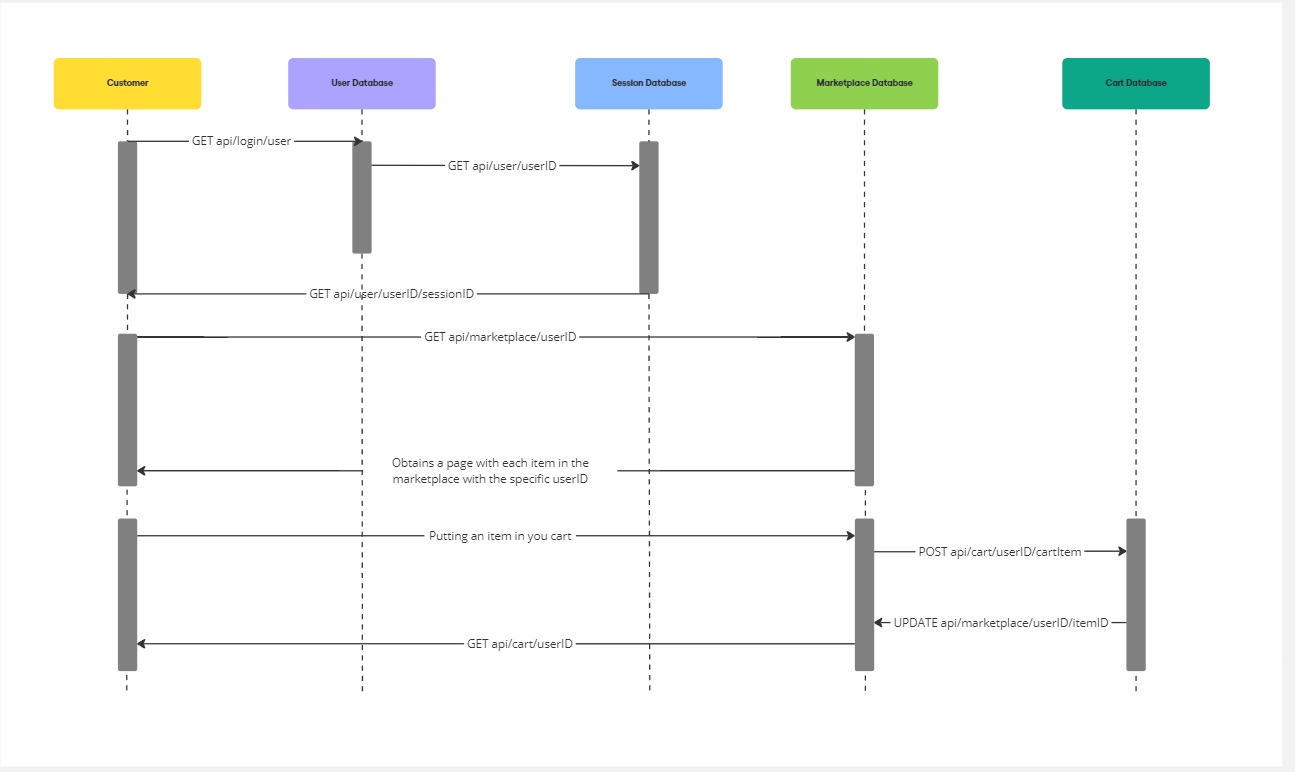 Customer
User Database
Session Database
Marketplace Database
Cart Database
GET api/login/user
GET api/user/userID
GET api/user/userID/sessionID
GET api/marketplace/userID
Obtains a page with each item in the
marketplace with the specific userID
Putting an item in you cart
POST api/cart/userID/cartItem
UPDATE api/marketplace/userID/itemID
GET api/cart/userID